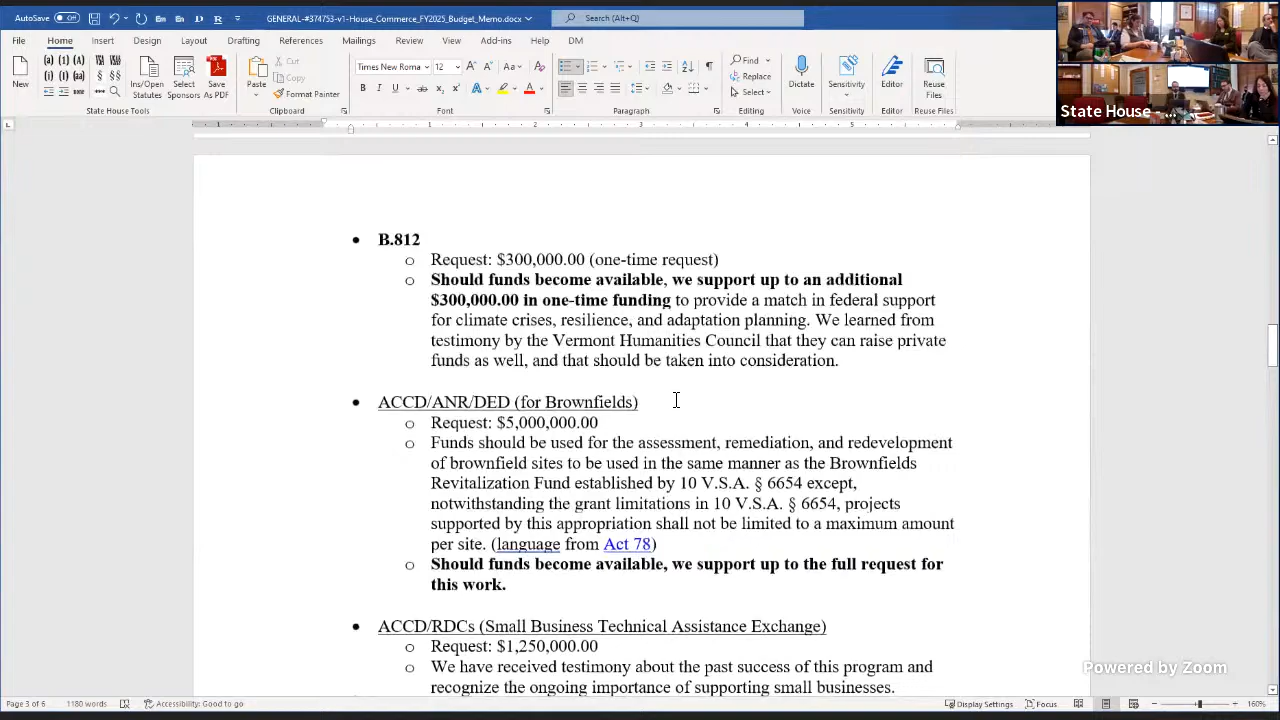 AutoSave Off
GENERAL-#374753-v1-House_Commerce_FY2025_Budget_Memo.docx
Search (Alt+Q)
File Home Insert Design Layout Drafting References Mailings Review View Add-ins Help DM
New
In/Open Statutes
Select Sponsors
Save As PDF
State House Tools
Paste
Cut
Copy
Format Painter
Clipboard
Times New Roma 12
Font
Paragraph
Find
Replace
Select
Editing
Dictate
Voice
Sensitivity
Sensitivity
Editor
Editor
Reuse Files
Reuse Files
State House - ...
• B.812
o Request: $300,000.00 (one-time request)
o Should funds become available, we support up to an additional
$300,000.00 in one-time funding to provide a match in federal support
for climate crises, resilience, and adaptation planning. We learned from
testimony by the Vermont Humanities Council that they can raise private
funds as well, and that should be taken into consideration.
• ACCD/ANR/DED (for Brownfields)
o Request: $5,000,000.00
o Funds should be used for the assessment, remediation, and redevelopment
of brownfield sites to be used in the same manner as the Brownfields
Revitalization Fund established by 10 V.S.A. § 6654 except,
notwithstanding the grant limitations in 10 V.S.A. § 6654, projects
supported by this appropriation shall not be limited to a maximum amount
per site. (language from Act 78)
o Should funds become available, we support up to the full request for
this work.
• ACCD/RDCs (Small Business Technical Assistance Exchange)
o Request: $1,250,000.00
o We have received testimony about the past success of this program and
recognize the ongoing importance of supporting small businesses.
Powered by Zoom
Page 3 of 6 1180 words Accessibility: Good to go Display Settings Focus 160%